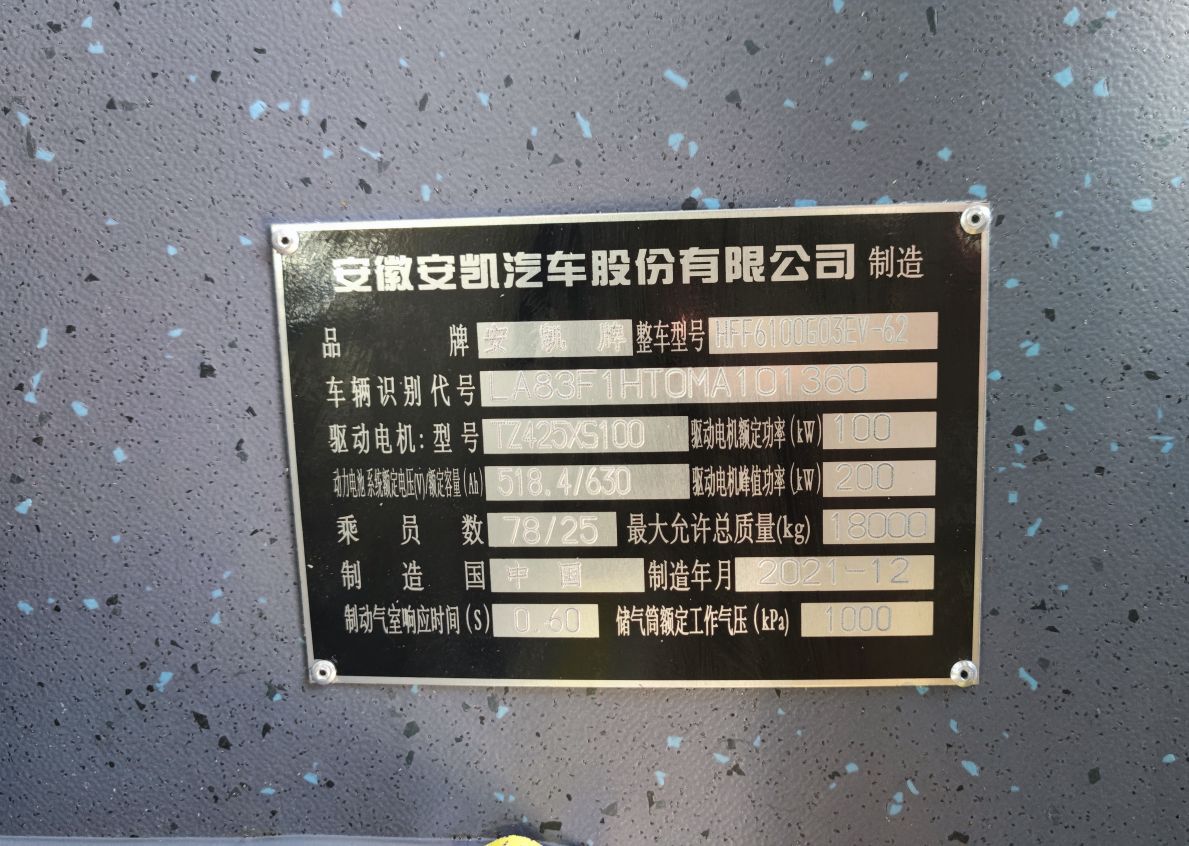 安徽安凯汽车股份有限公司 制造
品牌 安凯牌 整车型号 HFF6100G03EV-62
车辆识别代号 LA83F1HT0MA101360
驱动电机:型号 TZ425XS100 驱动电机额定功率(kW) 100
动力电池系统额定电压(V)/额定容量(Ah) 518.4/630 驱动电机峰值功率(kW) 200
乘员数 78/25 最大允许总质量(kg) 18000
制造国 中国 制造年月 2021-12
制动气室响应时间(S) 0.60 储气筒额定工作气压(kPa) 1000